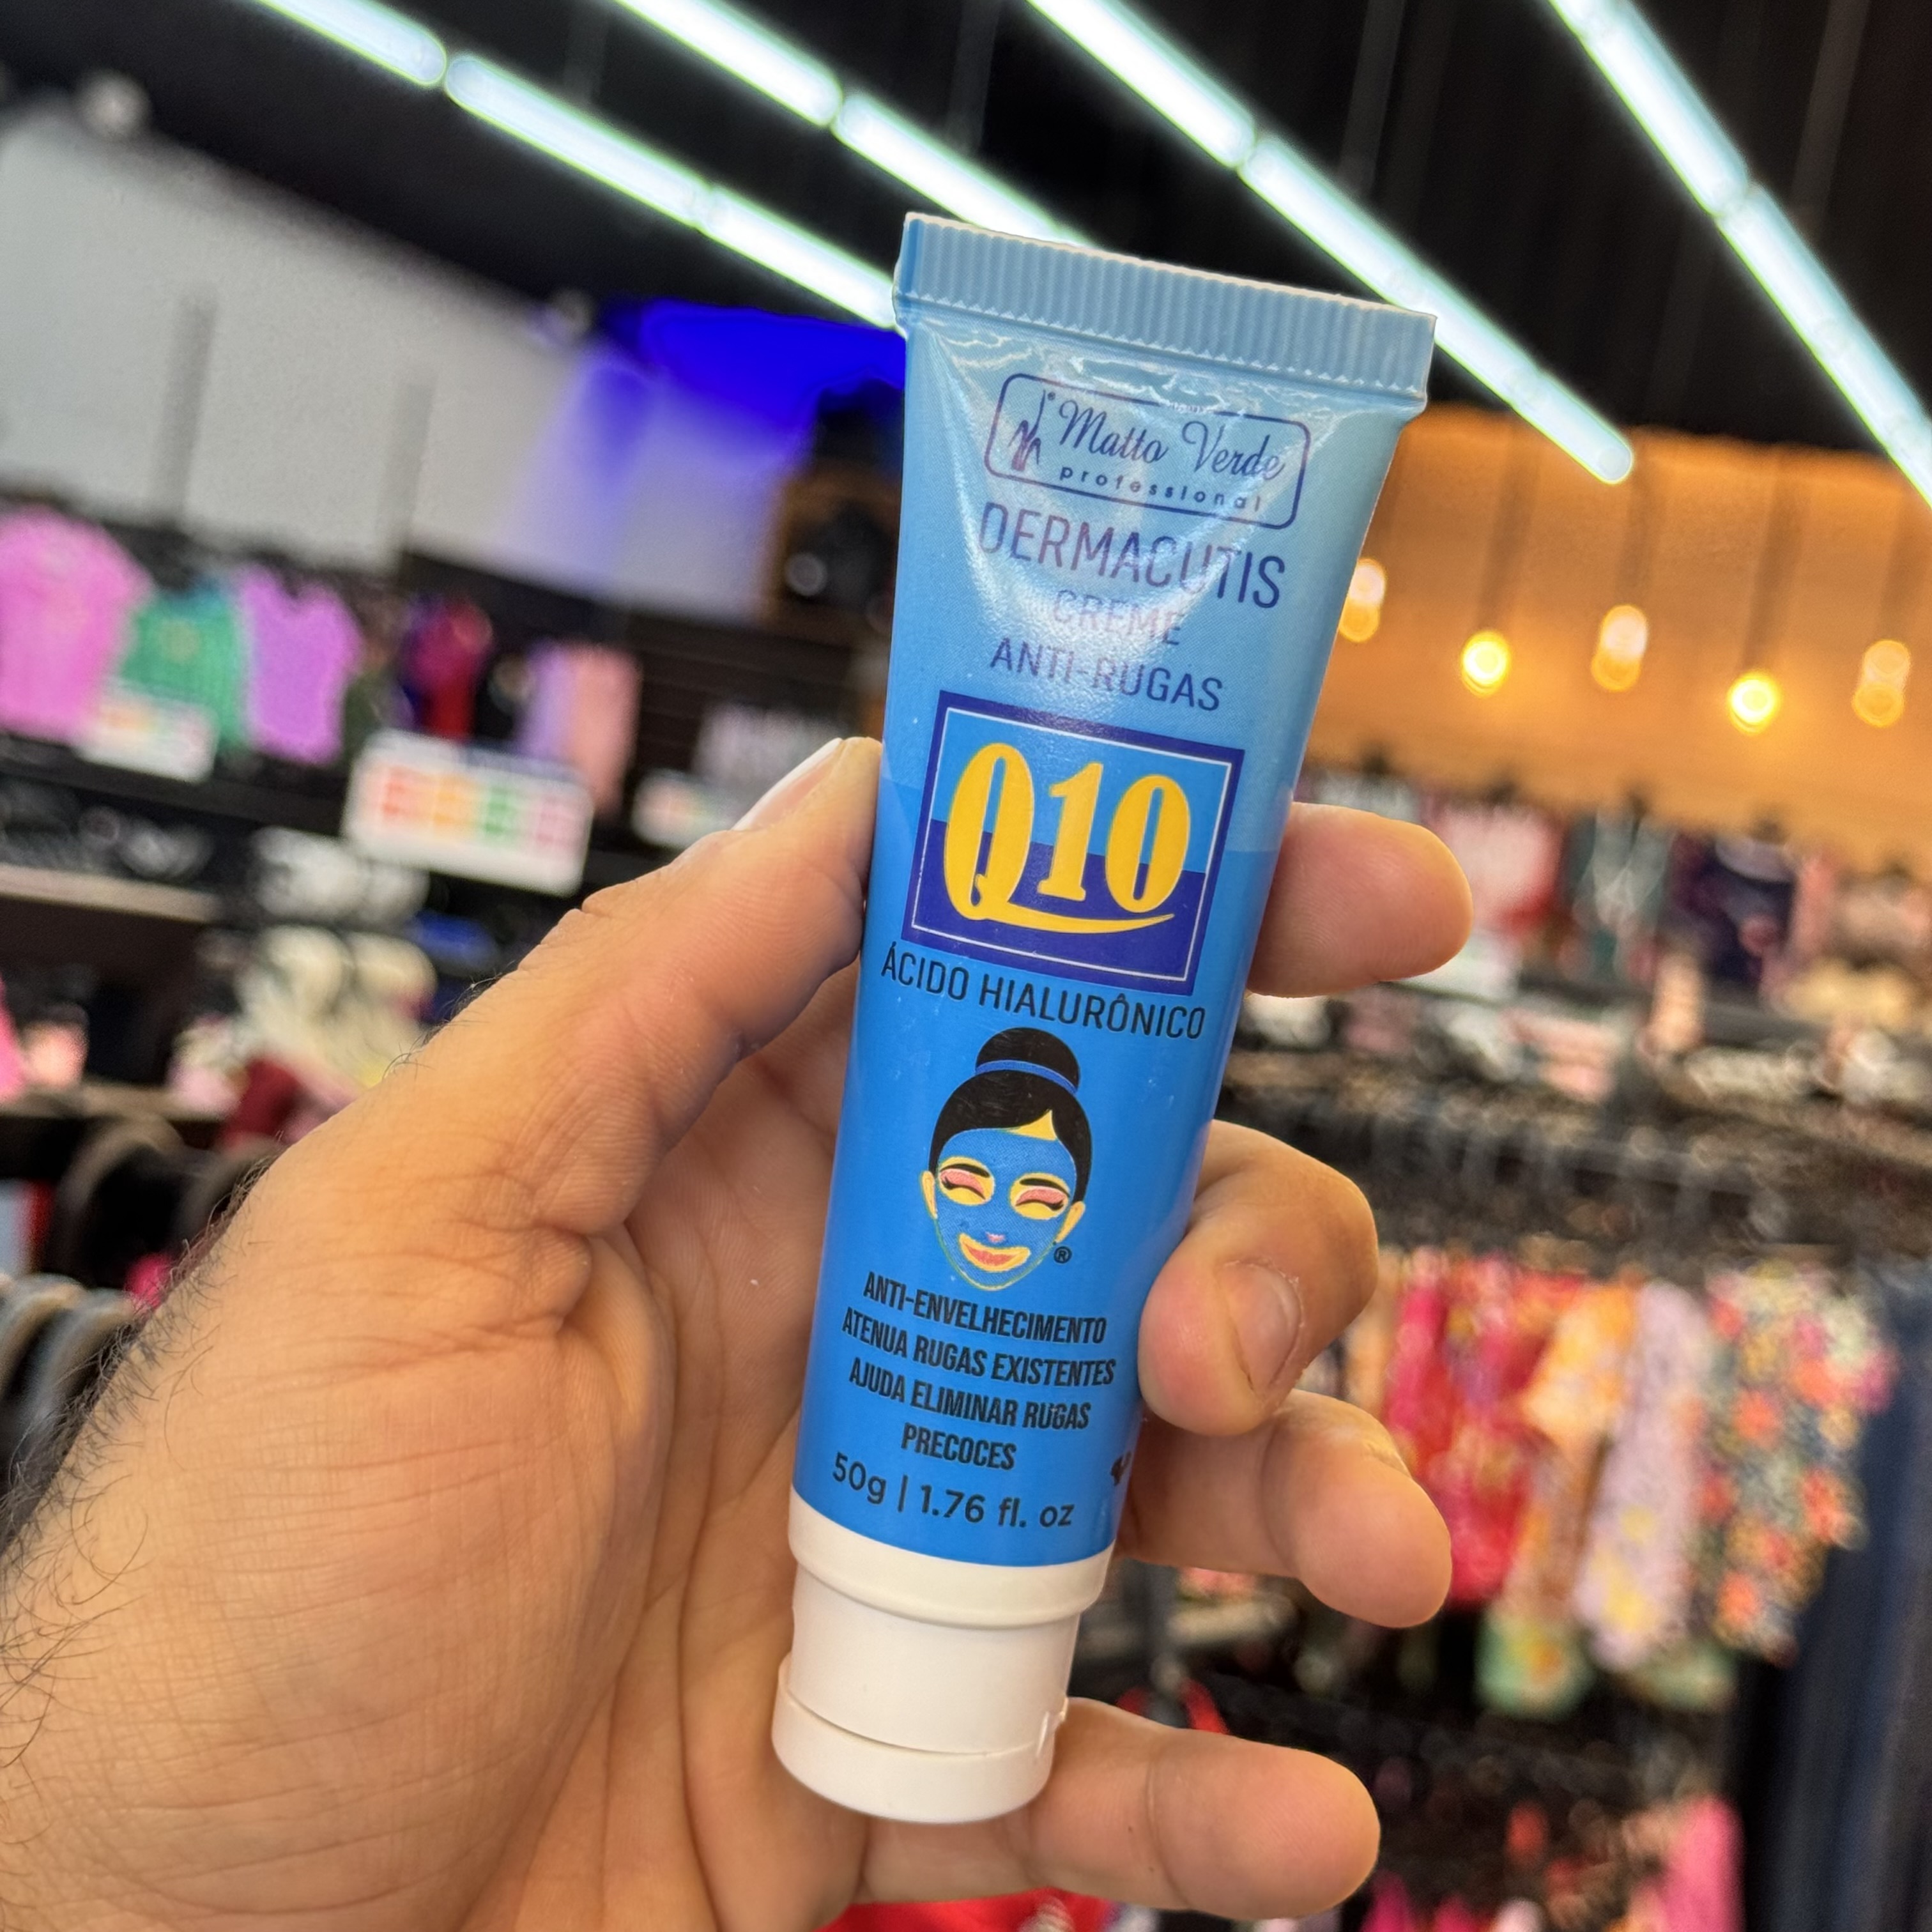 Matto Verde
professional
DERMACUTIS
CREME
ANTI-RUGAS
Q10
ÁCIDO HIALURÔNICO
®
ANTI-ENVELHECIMENTO
ATENUA RUGAS EXISTENTES
AJUDA ELIMINAR RUGAS
PRECOCES
50g | 1.76 fl. oz